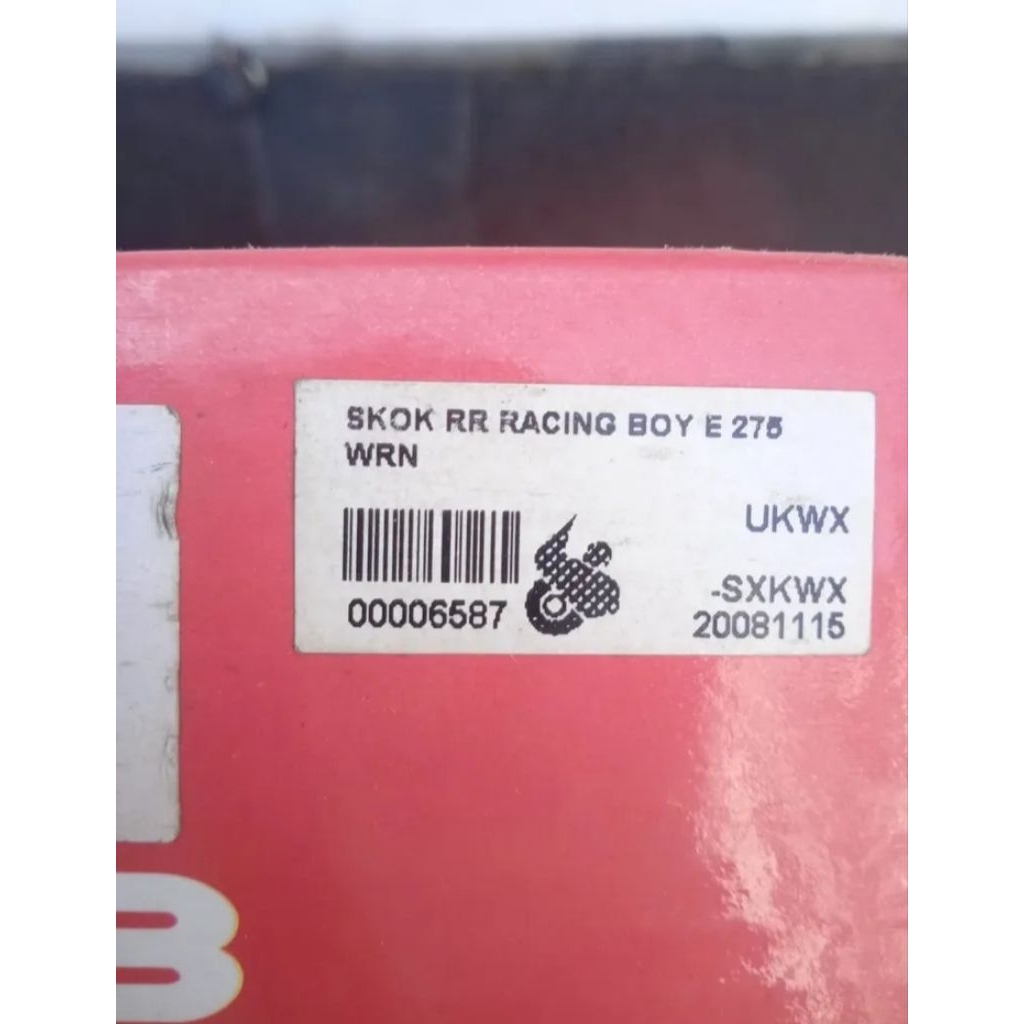 SKOK RR RACING BOY E 275
WRN
UKWX
-SXKWX
00006587
20081115
B